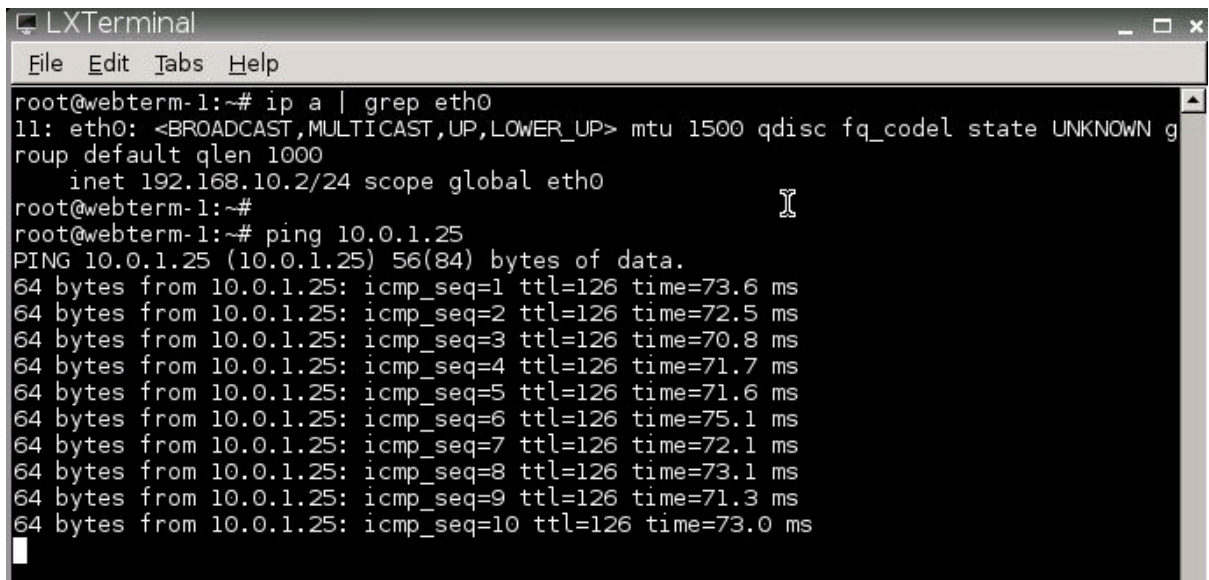 LXTerminal
File Edit Tabs Help
root@webterm-1:~# ip a | grep eth0
11: eth0: <BROADCAST,MULTICAST,UP,LOWER_UP> mtu 1500 qdisc fq_codel state UNKNOWN g
roup default qlen 1000
    inet 192.168.10.2/24 scope global eth0
root@webterm-1:~#
root@webterm-1:~# ping 10.0.1.25
PING 10.0.1.25 (10.0.1.25) 56(84) bytes of data.
64 bytes from 10.0.1.25: icmp_seq=1 ttl=126 time=73.6 ms
64 bytes from 10.0.1.25: icmp_seq=2 ttl=126 time=72.5 ms
64 bytes from 10.0.1.25: icmp_seq=3 ttl=126 time=70.8 ms
64 bytes from 10.0.1.25: icmp_seq=4 ttl=126 time=71.7 ms
64 bytes from 10.0.1.25: icmp_seq=5 ttl=126 time=71.6 ms
64 bytes from 10.0.1.25: icmp_seq=6 ttl=126 time=75.1 ms
64 bytes from 10.0.1.25: icmp_seq=7 ttl=126 time=72.1 ms
64 bytes from 10.0.1.25: icmp_seq=8 ttl=126 time=73.1 ms
64 bytes from 10.0.1.25: icmp_seq=9 ttl=126 time=71.3 ms
64 bytes from 10.0.1.25: icmp_seq=10 ttl=126 time=73.0 ms